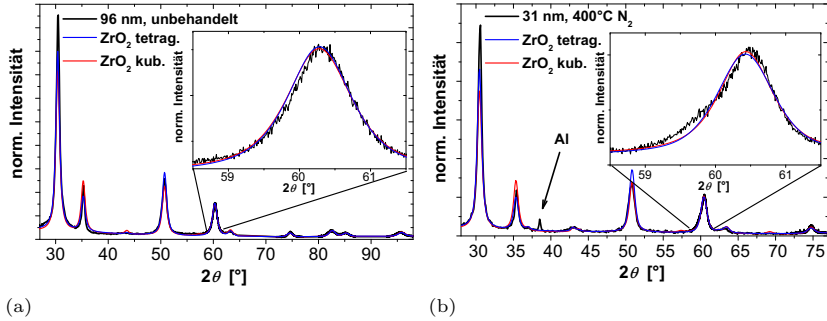 96 nm, unbehandelt
ZrO₂ tetrag.
ZrO₂ kub.
norm. Intensität
norm. Intensität
59 60 61
2θ [°]
30 40 50 60 70 80 90
2θ [°]
(a)
31 nm, 400°C N₂
ZrO₂ tetrag.
ZrO₂ kub.
norm. Intensität
norm. Intensität
Al
59 60 61
2θ [°]
30 35 40 45 50 55 60 65 70 75
2θ [°]
(b)